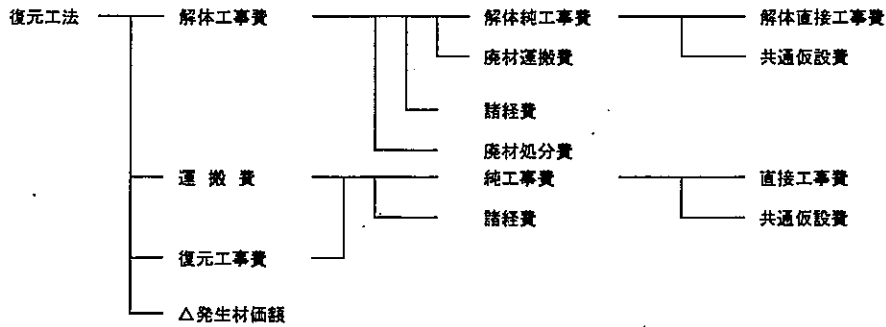 復元工法 解体工事費 解体純工事費 解体直接工事費
廃材運搬費 共通仮設費
諸経費
廃材処分費
運搬費 純工事費 直接工事費
諸経費 共通仮設費
復元工事費
△発生材価額